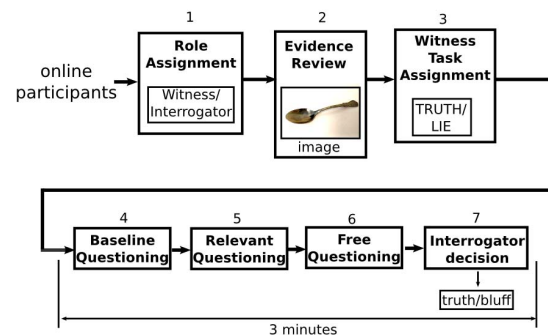 1
2
3
online
participants
Role
Assignment
Witness/
Interrogator
Evidence
Review
image
Witness
Task
Assignment
TRUTH/
LIE
4
5
6
7
Baseline
Questioning
Relevant
Questioning
Free
Questioning
Interrogator
decision
truth/bluff
3 minutes